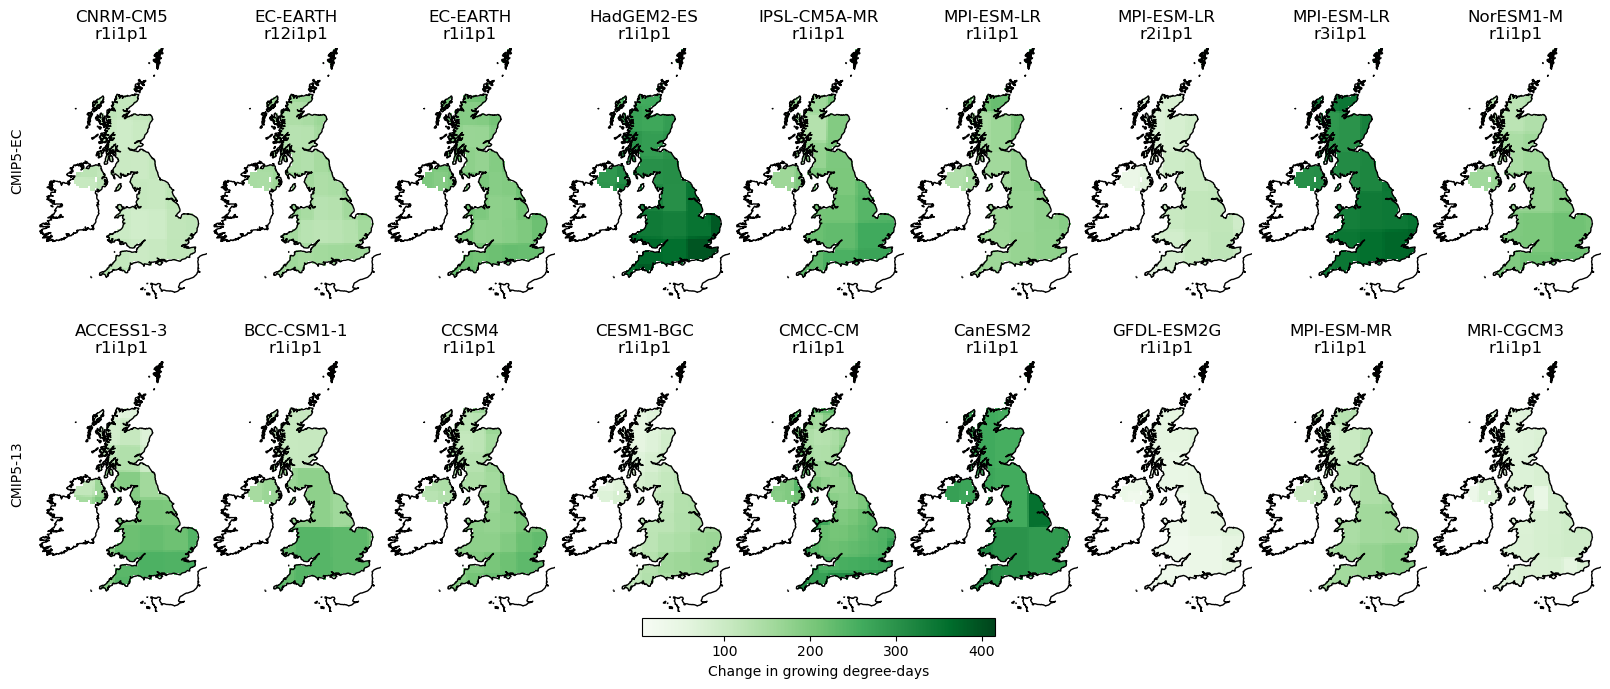 CNRM-CM5
r1i1p1
EC-EARTH
r12i1p1
EC-EARTH
r1i1p1
HadGEM2-ES
r1i1p1
IPSL-CM5A-MR
r1i1p1
MPI-ESM-LR
r1i1p1
MPI-ESM-LR
r2i1p1
MPI-ESM-LR
r3i1p1
NorESM1-M
r1i1p1
CMIP5-EC
ACCESS1-3
r1i1p1
BCC-CSM1-1
r1i1p1
CCSM4
r1i1p1
CESM1-BGC
r1i1p1
CMCC-CM
r1i1p1
CanESM2
r1i1p1
GFDL-ESM2G
r1i1p1
MPI-ESM-MR
r1i1p1
MRI-CGCM3
r1i1p1
CMIP5-13
100 200 300 400
Change in growing degree-days